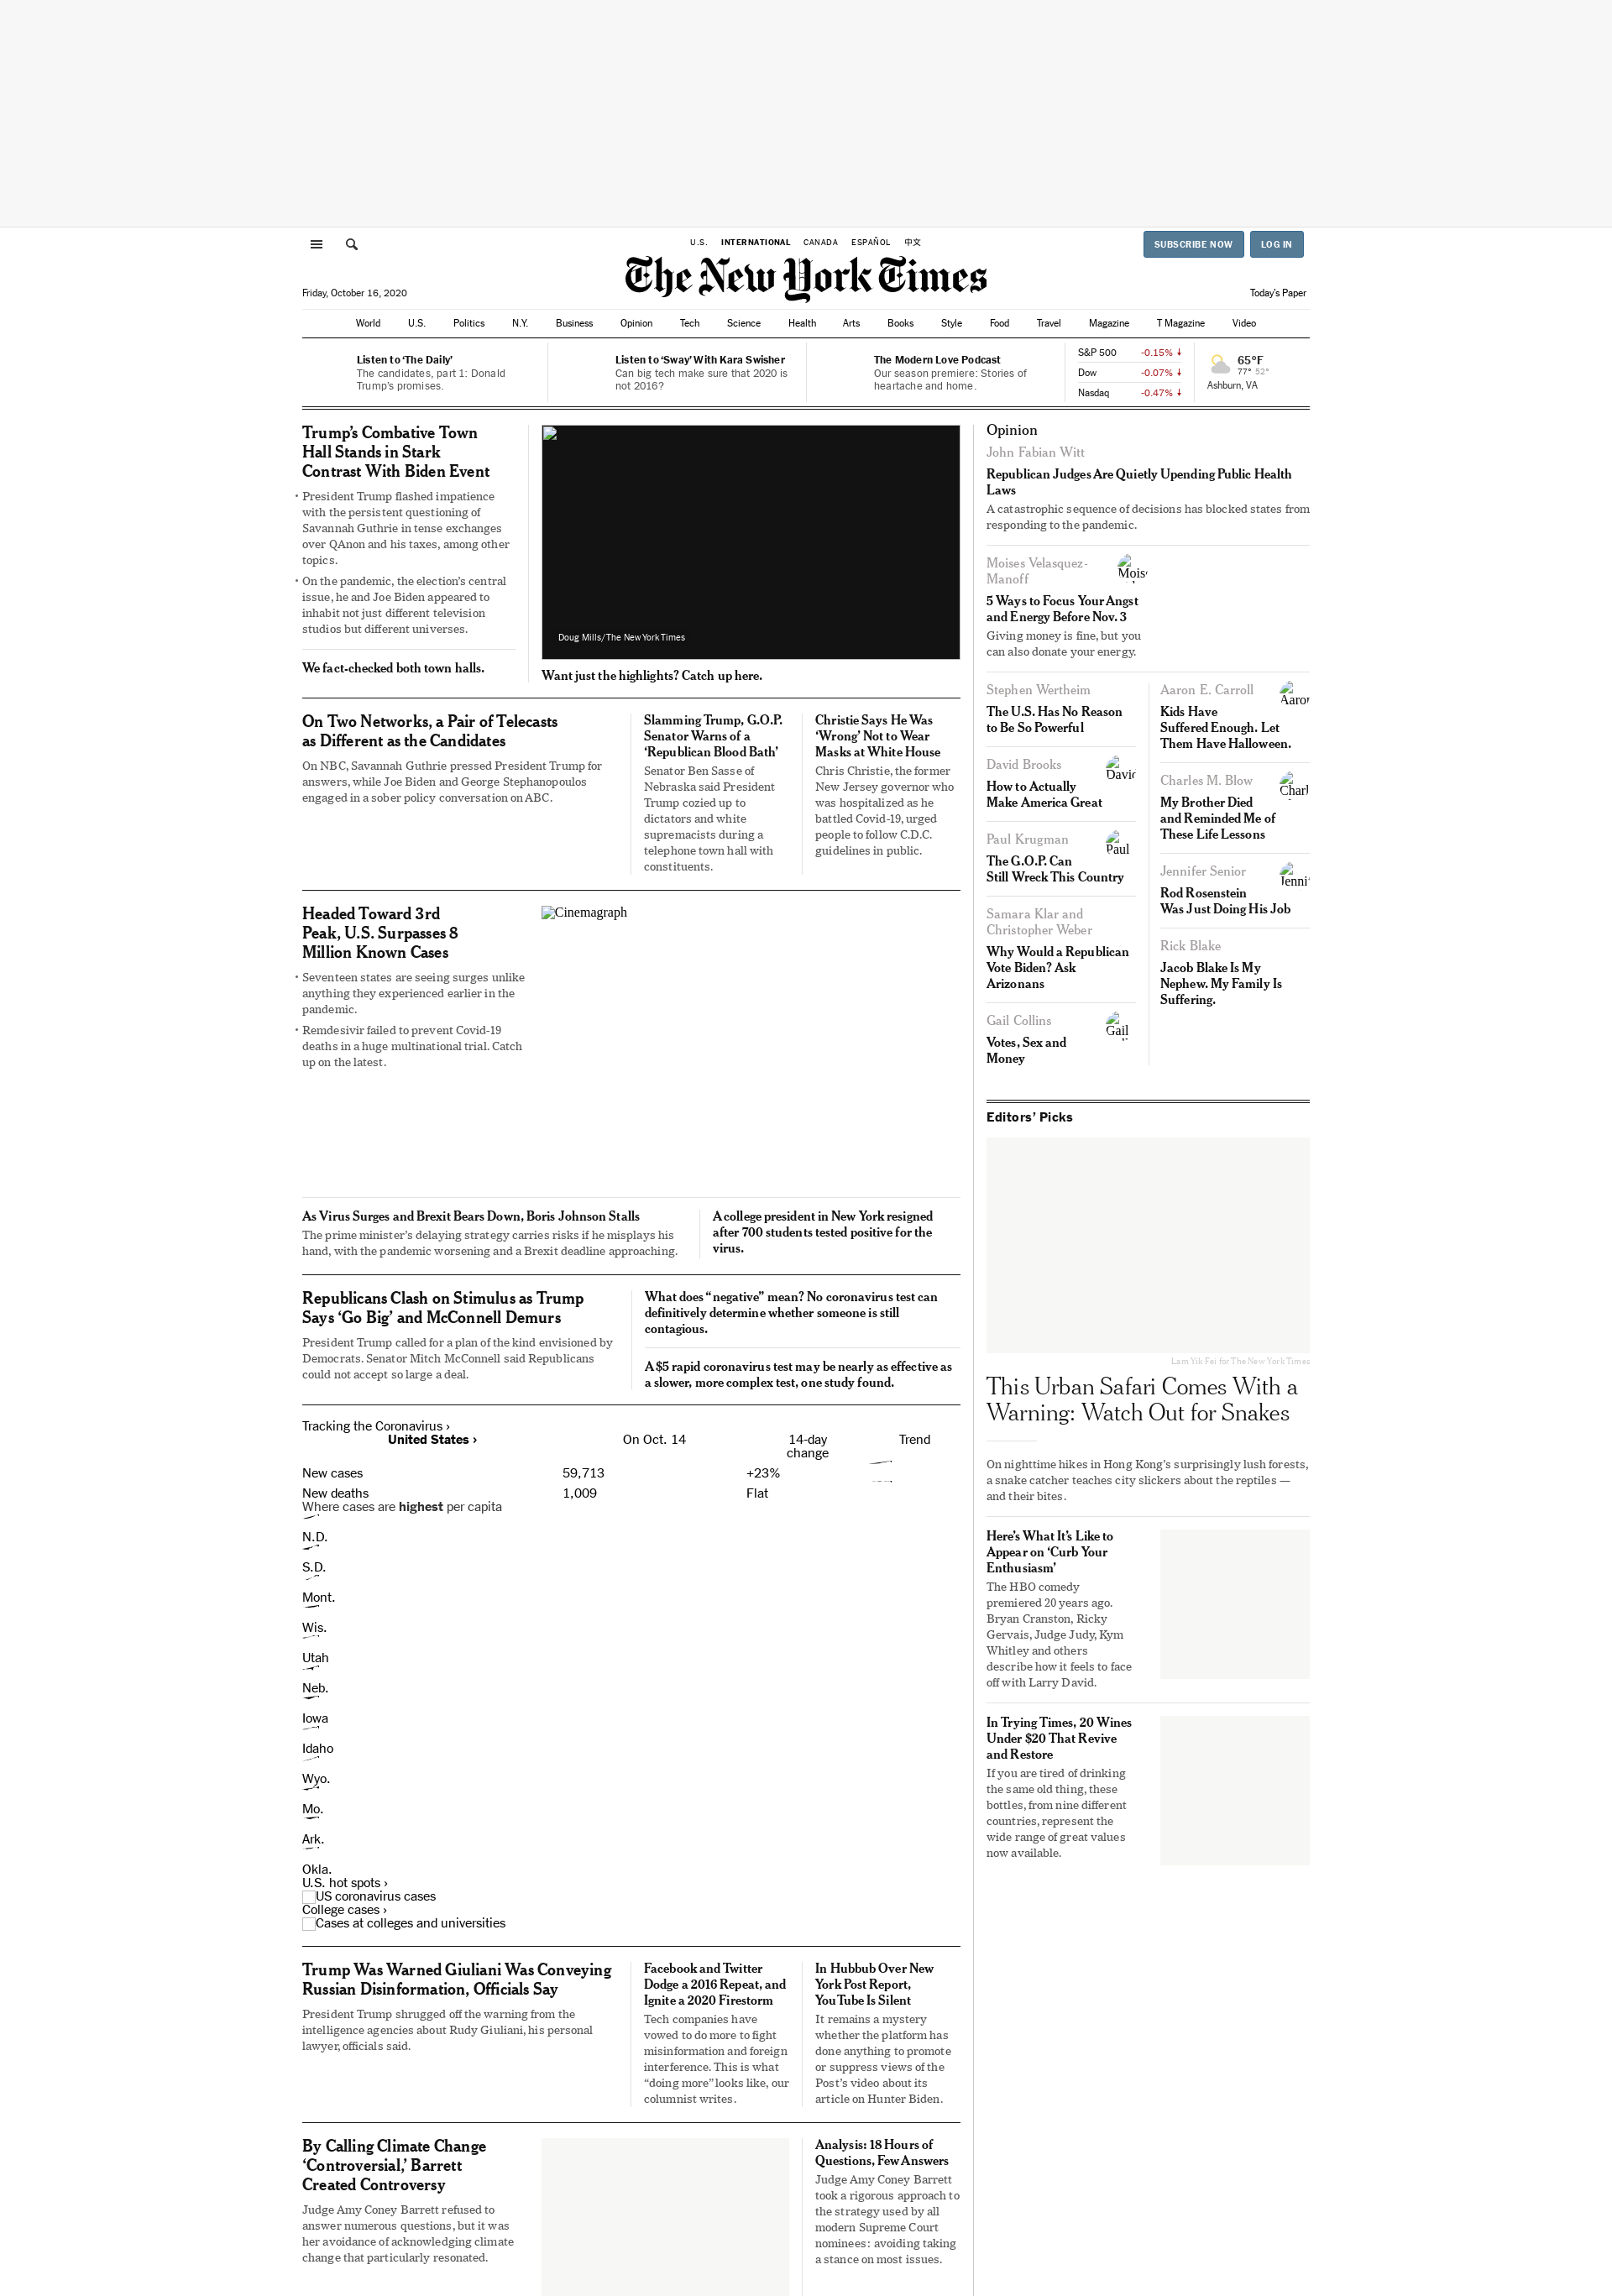 U.S. INTERNATIONAL CANADA ESPAÑOL 中文
SUBSCRIBE NOW LOG IN
The New York Times
Friday, October 16, 2020
Today's Paper
World U.S. Politics N.Y. Business Opinion Tech Science Health Arts Books Style Food Travel Magazine T Magazine Video
Listen to ‘The Daily’
The candidates, part 1: Donald
Trump's promises.
Listen to ‘Sway’ With Kara Swisher
Can big tech make sure that 2020 is
not 2016?
The Modern Love Podcast
Our season premiere: Stories of
heartache and home.
S&P 500 -0.15% ↓
Dow -0.07% ↓
Nasdaq -0.47% ↓
65°F
77° 52°
Ashburn, VA
Trump’s Combative Town
Hall Stands in Stark
Contrast With Biden Event
• President Trump flashed impatience
with the persistent questioning of
Savannah Guthrie in tense exchanges
over QAnon and his taxes, among other
topics.
• On the pandemic, the election’s central
issue, he and Joe Biden appeared to
inhabit not just different television
studios but different universes.
We fact-checked both town halls.
Doug Mills/The New York Times
Want just the highlights? Catch up here.
On Two Networks, a Pair of Telecasts
as Different as the Candidates
On NBC, Savannah Guthrie pressed President Trump for
answers, while Joe Biden and George Stephanopoulos
engaged in a sober policy conversation on ABC.
Slamming Trump, G.O.P.
Senator Warns of a
‘Republican Blood Bath’
Senator Ben Sasse of
Nebraska said President
Trump cozied up to
dictators and white
supremacists during a
telephone town hall with
constituents.
Christie Says He Was
‘Wrong’ Not to Wear
Masks at White House
Chris Christie, the former
New Jersey governor who
was hospitalized as he
battled Covid-19, urged
people to follow C.D.C.
guidelines in public.
Headed Toward 3rd
Peak, U.S. Surpasses 8
Million Known Cases
• Seventeen states are seeing surges unlike
anything they experienced earlier in the
pandemic.
• Remdesivir failed to prevent Covid-19
deaths in a huge multinational trial. Catch
up on the latest.
Cinemagraph
As Virus Surges and Brexit Bears Down, Boris Johnson Stalls
The prime minister’s delaying strategy carries risks if he misplays his
hand, with the pandemic worsening and a Brexit deadline approaching.
A college president in New York resigned
after 700 students tested positive for the
virus.
Republicans Clash on Stimulus as Trump
Says ‘Go Big’ and McConnell Demurs
President Trump called for a plan of the kind envisioned by
Democrats. Senator Mitch McConnell said Republicans
could not accept so large a deal.
What does “negative” mean? No coronavirus test can
definitively determine whether someone is still
contagious.
A $5 rapid coronavirus test may be nearly as effective as
a slower, more complex test, one study found.
Tracking the Coronavirus ›
United States › On Oct. 14 14-day
change Trend
New cases 59,713 +23%
New deaths 1,009 Flat
Where cases are highest per capita
N.D.
S.D.
Mont.
Wis.
Utah
Neb.
Iowa
Idaho
Wyo.
Mo.
Ark.
Okla.
U.S. hot spots ›
US coronavirus cases
College cases ›
Cases at colleges and universities
Trump Was Warned Giuliani Was Conveying
Russian Disinformation, Officials Say
President Trump shrugged off the warning from the
intelligence agencies about Rudy Giuliani, his personal
lawyer, officials said.
Facebook and Twitter
Dodge a 2016 Repeat, and
Ignite a 2020 Firestorm
Tech companies have
vowed to do more to fight
misinformation and foreign
interference. This is what
“doing more” looks like, our
columnist writes.
In Hubbub Over New
York Post Report,
YouTube Is Silent
It remains a mystery
whether the platform has
done anything to promote
or suppress views of the
Post’s video about its
article on Hunter Biden.
By Calling Climate Change
‘Controversial,’ Barrett
Created Controversy
Judge Amy Coney Barrett refused to
answer numerous questions, but it was
her avoidance of acknowledging climate
change that particularly resonated.
Analysis: 18 Hours of
Questions, Few Answers
Judge Amy Coney Barrett
took a rigorous approach to
the strategy used by all
modern Supreme Court
nominees: avoiding taking
a stance on most issues.
Opinion
John Fabian Witt
Republican Judges Are Quietly Upending Public Health
Laws
A catastrophic sequence of decisions has blocked states from
responding to the pandemic.
Moises Velasquez-
Manoff
5 Ways to Focus Your Angst
and Energy Before Nov. 3
Giving money is fine, but you
can also donate your energy.
Stephen Wertheim
The U.S. Has No Reason
to Be So Powerful
David Brooks
David
How to Actually
Make America Great
Paul Krugman
Paul
The G.O.P. Can
Still Wreck This Country
Samara Klar and
Christopher Weber
Why Would a Republican
Vote Biden? Ask
Arizonans
Gail Collins
Gail
Votes, Sex and
Money
Aaron E. Carroll
Aaron
Kids Have
Suffered Enough. Let
Them Have Halloween.
Charles M. Blow
My Brother Died
and Reminded Me of
These Life Lessons
Jennifer Senior
Rod Rosenstein
Was Just Doing His Job
Rick Blake
Jacob Blake Is My
Nephew. My Family Is
Suffering.
Editors’ Picks
Lam Yik Fei for The New York Times
This Urban Safari Comes With a
Warning: Watch Out for Snakes
On nighttime hikes in Hong Kong’s surprisingly lush forests,
a snake catcher teaches city slickers about the reptiles —
and their bites.
Here’s What It’s Like to
Appear on ‘Curb Your
Enthusiasm’
The HBO comedy
premiered 20 years ago.
Bryan Cranston, Ricky
Gervais, Judge Judy, Kym
Whitley and others
describe how it feels to face
off with Larry David.
In Trying Times, 20 Wines
Under $20 That Revive
and Restore
If you are tired of drinking
the same old thing, these
bottles, from nine different
countries, represent the
wide range of great values
now available.